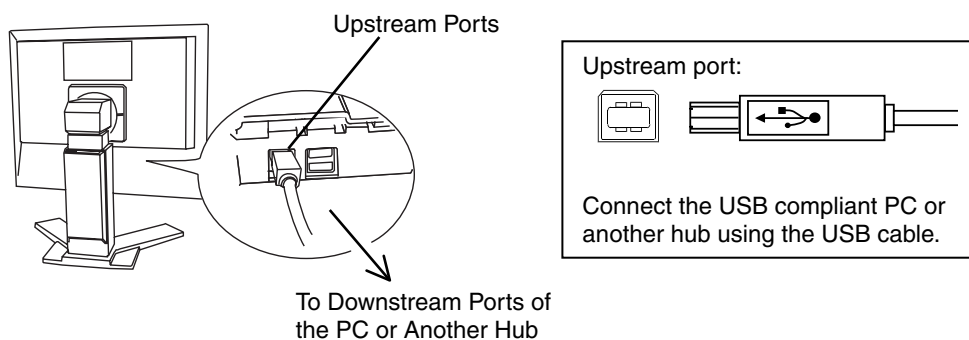 Upstream Ports
To Downstream Ports of
the PC or Another Hub
Upstream port:
Connect the USB compliant PC or
another hub using the USB cable.